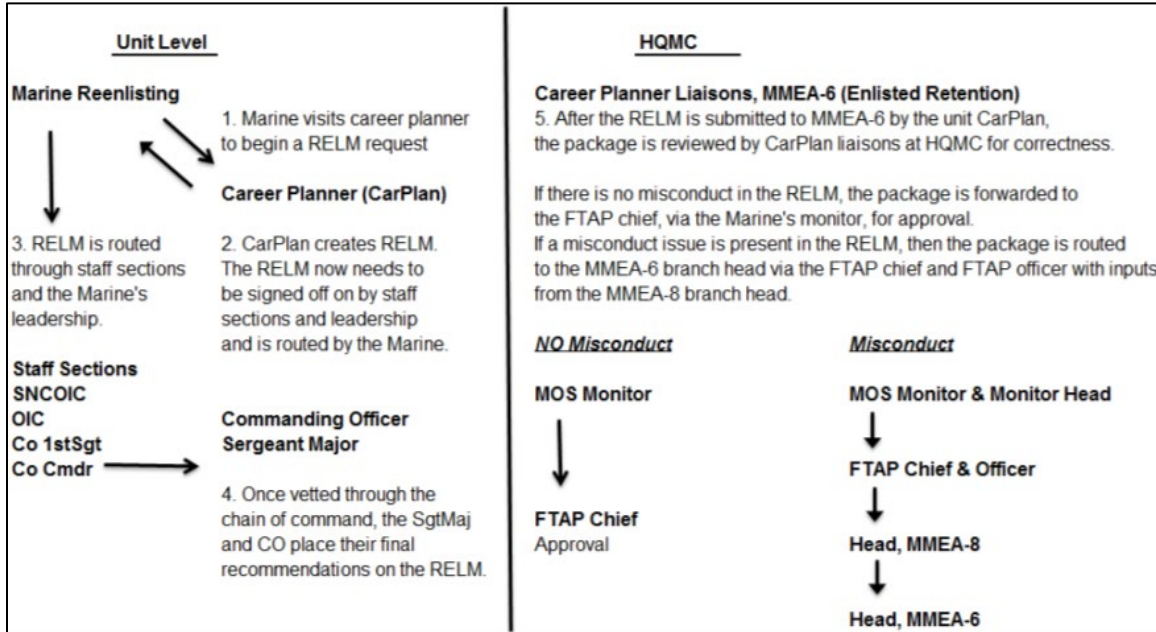 Unit Level
Marine Reenlisting
1. Marine visits career planner
to begin a RELM request
Career Planner (CarPlan)
3. RELM is routed
through staff sections
and the Marine's
leadership.
2. CarPlan creates RELM.
The RELM now needs to
be signed off on by staff
sections and leadership
and is routed by the Marine.
Staff Sections
SNCOIC
OIC
Co 1stSgt
Co Cmdr
Commanding Officer
Sergeant Major
4. Once vetted through the
chain of command, the SgtMaj
and CO place their final
recommendations on the RELM.
HQMC
Career Planner Liaisons, MMEA-6 (Enlisted Retention)
5. After the RELM is submitted to MMEA-6 by the unit CarPlan,
the package is reviewed by CarPlan liaisons at HQMC for correctness.
If there is no misconduct in the RELM, the package is forwarded to
the FTAP chief, via the Marine's monitor, for approval.
If a misconduct issue is present in the RELM, then the package is routed
to the MMEA-6 branch head via the FTAP chief and FTAP officer with inputs
from the MMEA-8 branch head.
NO Misconduct
MOS Monitor
FTAP Chief
Approval
Misconduct
MOS Monitor & Monitor Head
FTAP Chief & Officer
Head, MMEA-8
Head, MMEA-6